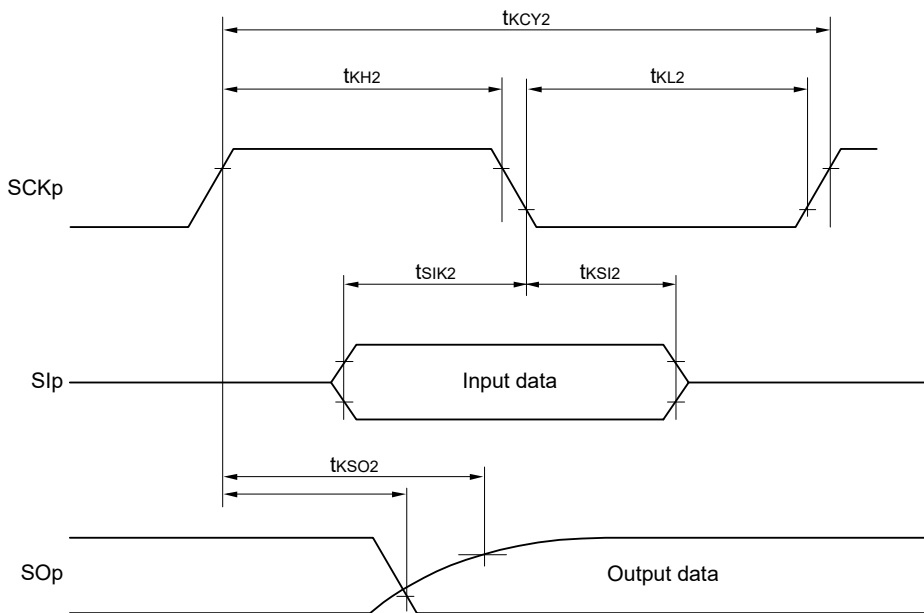 tKCY2
tKH2
tKL2
SCKp
tSIK2
tKSI2
SIp
Input data
tKSO2
SOp
Output data